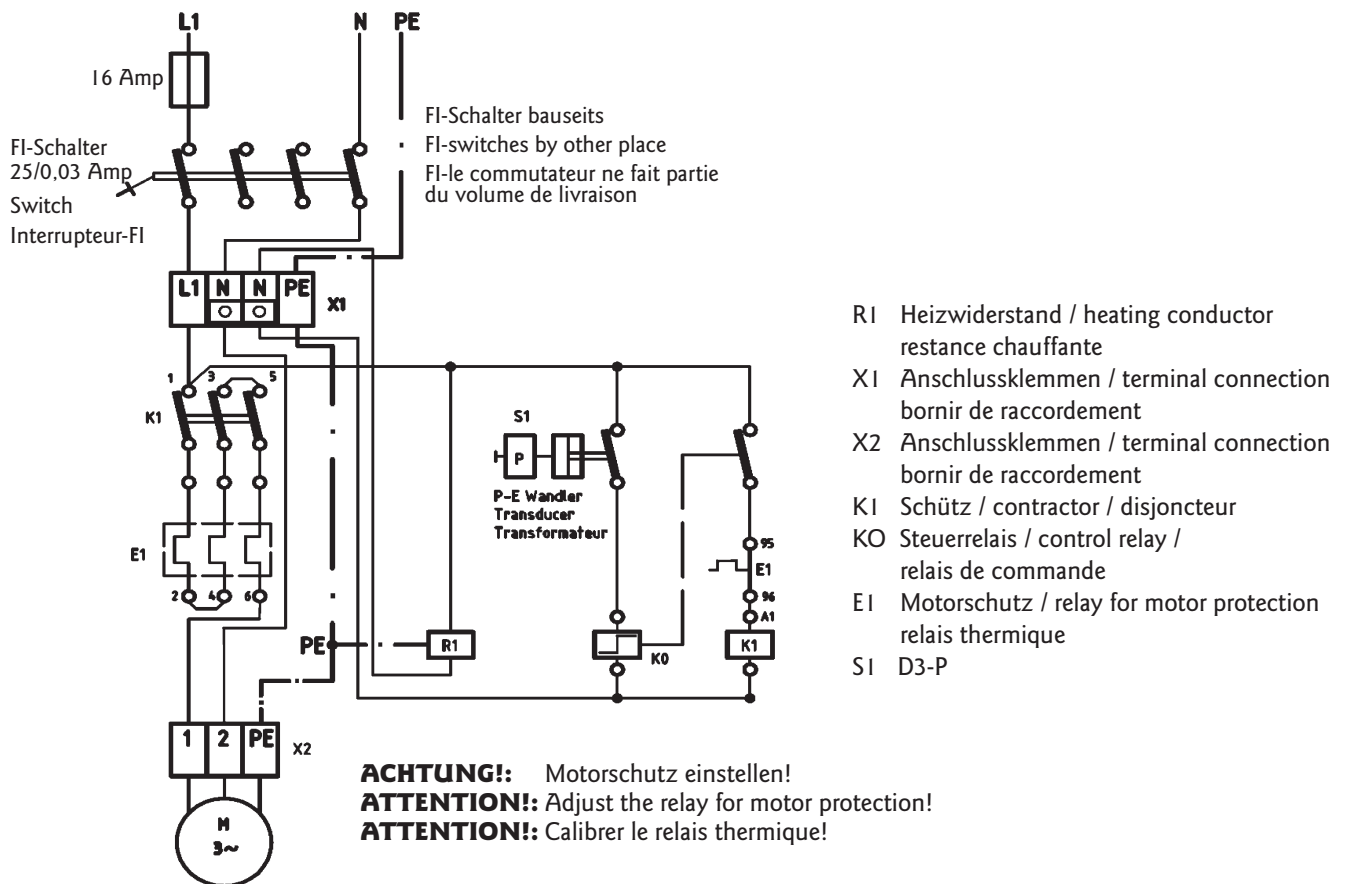 L1 N PE
16 Amp
FI-Schalter
25/0,03 Amp
Switch
Interrupteur-FI
FI-Schalter bauseits
FI-switches by other place
FI-le commutateur ne fait partie
du volume de livraison
L1 N N PE
X1
1 3 5
K1
S1
P
P-E Wandler
Transducer
Transformateur
E1
2 4 6
95
E1
96
A1
PE
R1
K0
K1
1 2 PE
X2
M
3~
R1 Heizwiderstand / heating conductor
restance chauffante
X1 Anschlussklemmen / terminal connection
bornir de raccordement
X2 Anschlussklemmen / terminal connection
bornir de raccordement
K1 Schütz / contractor / disjoncteur
KO Steuerrelais / control relay /
relais de commande
E1 Motorschutz / relay for motor protection
relais thermique
S1 D3-P
ACHTUNG!: Motorschutz einstellen!
ATTENTION!: Adjust the relay for motor protection!
ATTENTION!: Calibrer le relais thermique!